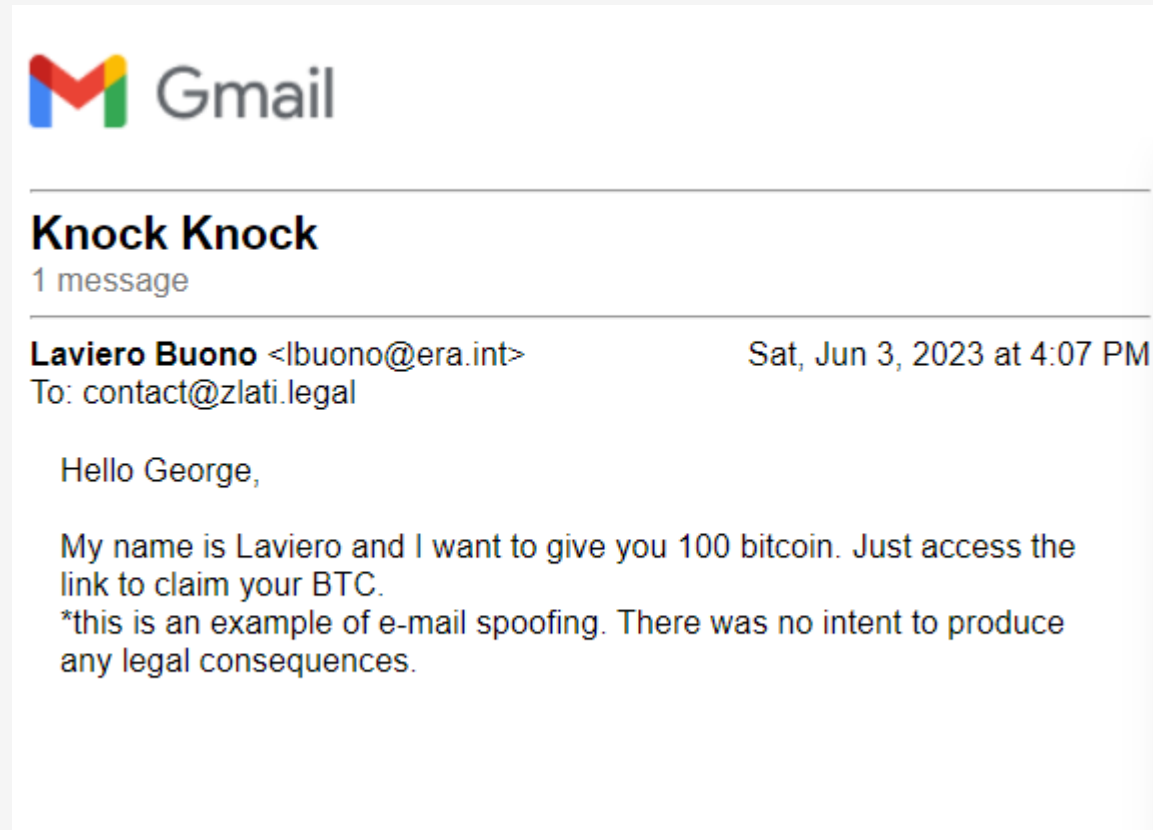 Gmail
Knock Knock
1 message
Laviero Buono <lbuono@era.int> Sat, Jun 3, 2023 at 4:07 PM
To: contact@zlati.legal
Hello George,
My name is Laviero and I want to give you 100 bitcoin. Just access the
link to claim your BTC.
*this is an example of e-mail spoofing. There was no intent to produce
any legal consequences.